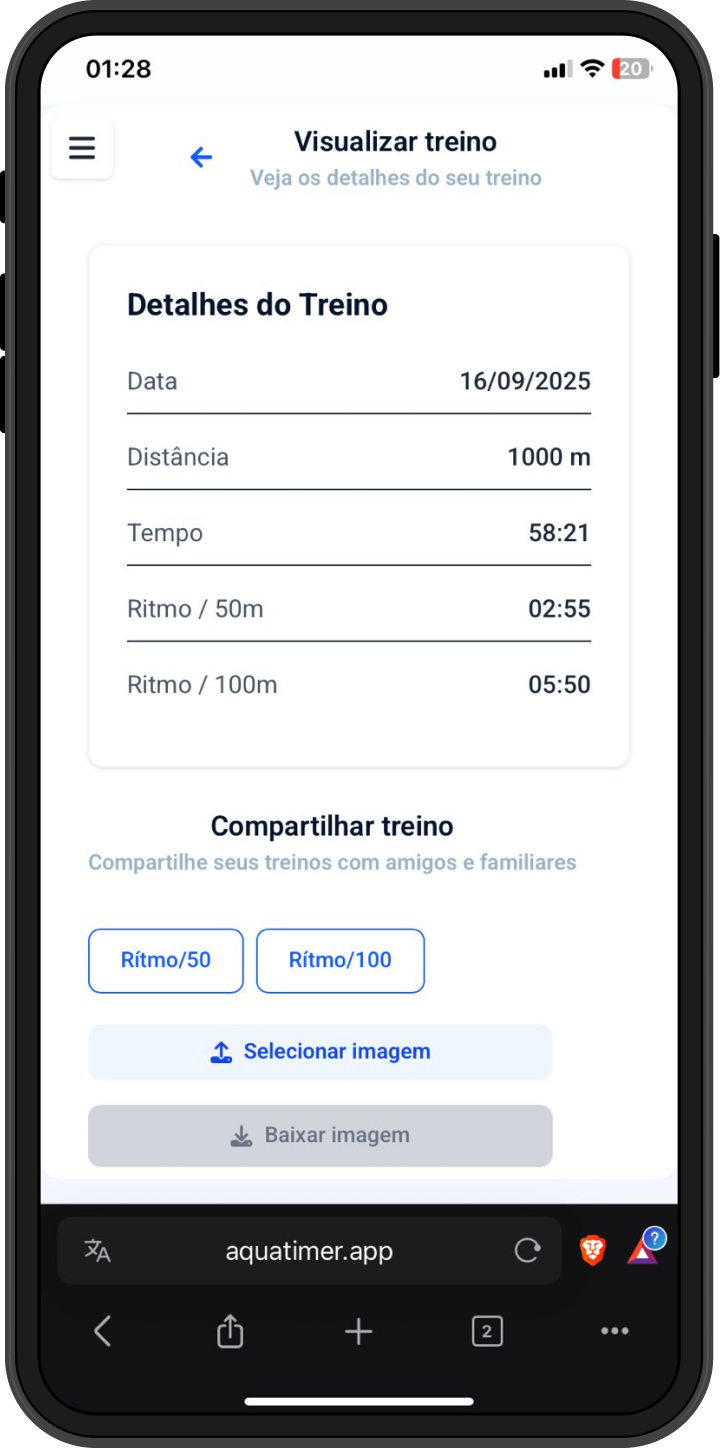 01:28
20
Visualizar treino
Veja os detalhes do seu treino
Detalhes do Treino
Data 16/09/2025
Distância 1000 m
Tempo 58:21
Ritmo / 50m 02:55
Ritmo / 100m 05:50
Compartilhar treino
Compartilhe seus treinos com amigos e familiares
Rítmo/50 Rítmo/100
Selecionar imagem
Baixar imagem
文A aquatimer.app ?
2